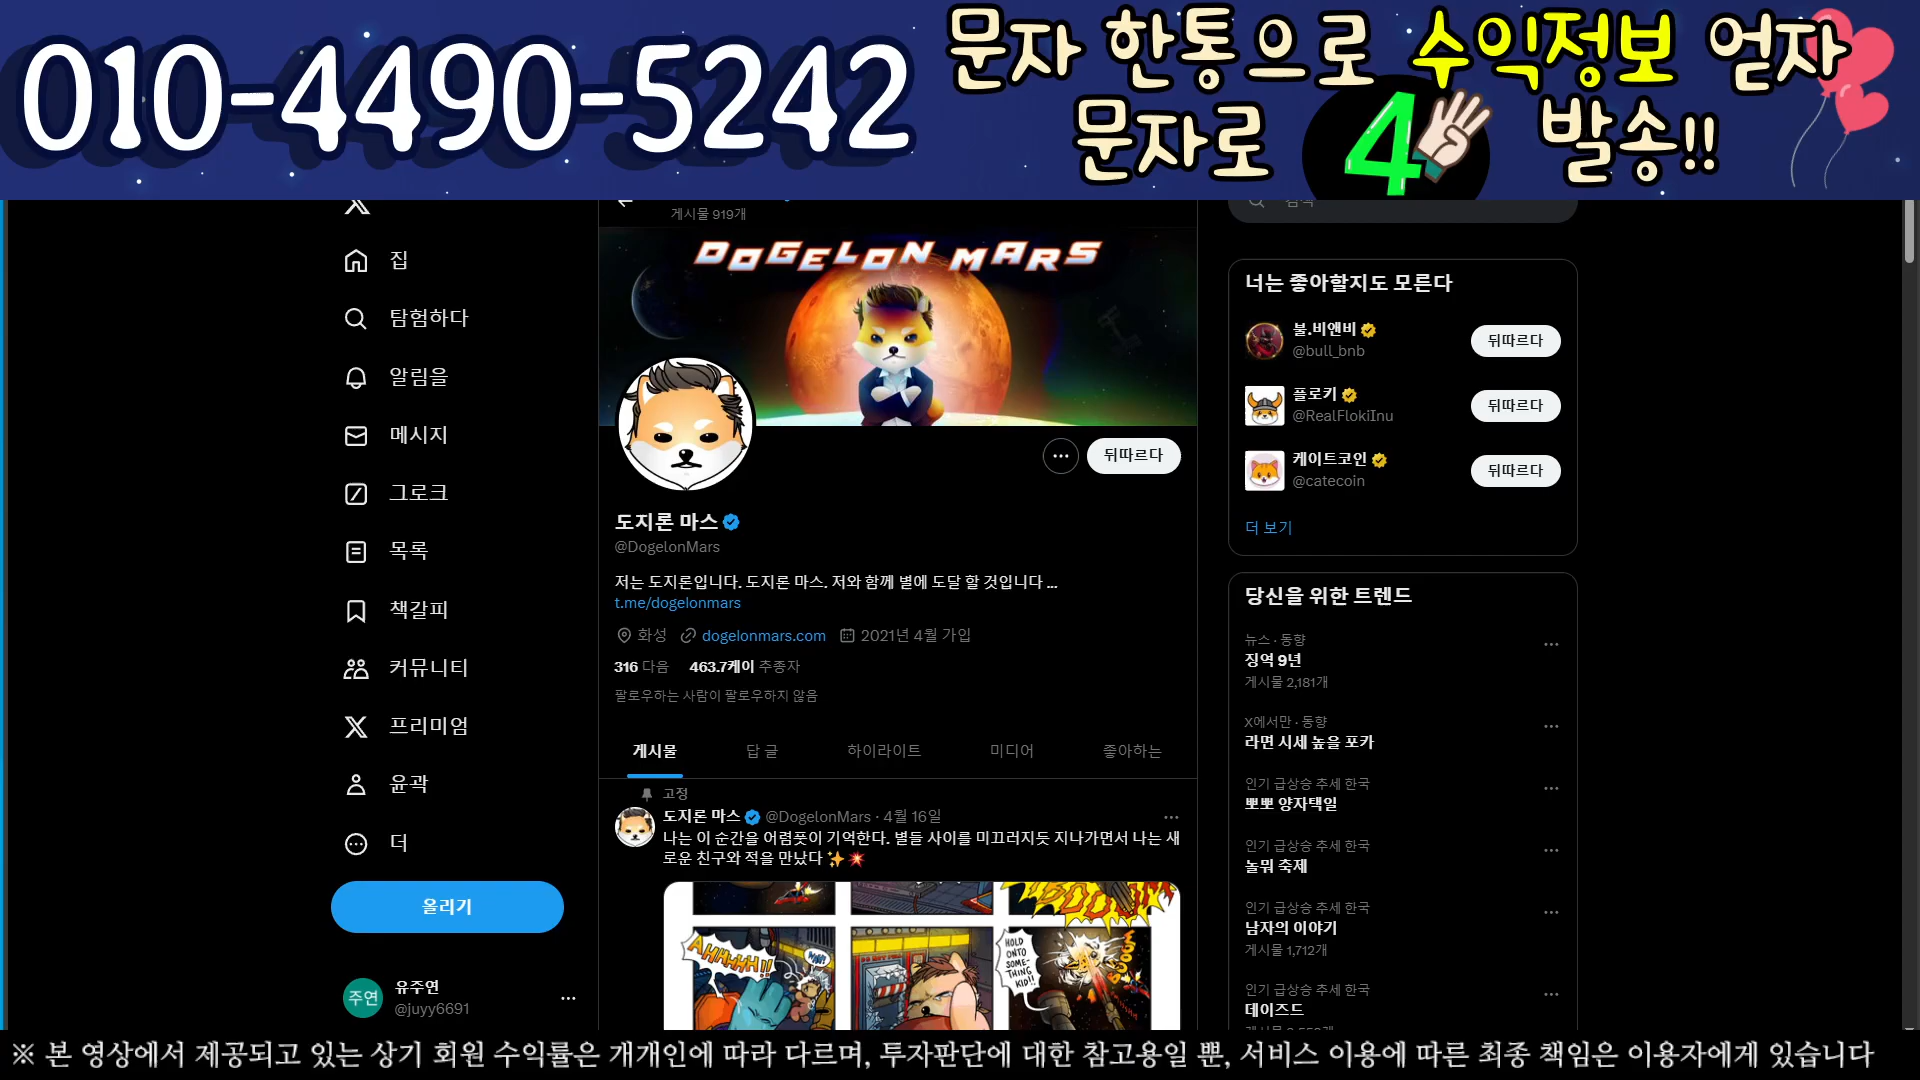 010-4490-5242
문자 한통으로 수익정보 얻자
문자로 4 발송!!
게시물 919개
집
탐험하다
알림을
메시지
그로크
목록
책갈피
커뮤니티
프리미엄
윤곽
더
올리기
주연
유주연
@juyy6691
DOGELON MARS
뒤따르다
도지론 마스
@DogelonMars
저는 도지론입니다. 도지론 마스. 저와 함께 별에 도달 할 것입니다 ...
t.me/dogelonmars
화성 dogelonmars.com 2021년 4월 가입
316 다음 463.7케이 추종자
팔로우하는 사람이 팔로우하지 않음
게시물 답글 하이라이트 미디어 좋아하는
고정
도지론 마스 @DogelonMars · 4월 16일
나는 이 순간을 어렴풋이 기억한다. 별들 사이를 미끄러지듯 지나가면서 나는 새
로운 친구와 적을 만났다
AHHHHH!!
HOLD
ONTO
SOME-
THING
KID!!
검색
너는 좋아할지도 모른다
불.비앤비
@bull_bnb
뒤따르다
플로키
@RealFlokiInu
뒤따르다
케이트코인
@catecoin
뒤따르다
더 보기
당신을 위한 트렌드
뉴스 · 동향
징역 9년
게시물 2,181개
X에서만 · 동향
라면 시세 높을 포카
인기 급상승 추세 한국
뽀뽀 양자택일
인기 급상승 추세 한국
놀뭐 축제
인기 급상승 추세 한국
남자의 이야기
게시물 1,712개
인기 급상승 추세 한국
데이즈드
※ 본 영상에서 제공되고 있는 상기 회원 수익률은 개개인에 따라 다르며, 투자판단에 대한 참고용일 뿐, 서비스 이용에 따른 최종 책임은 이용자에게 있습니다